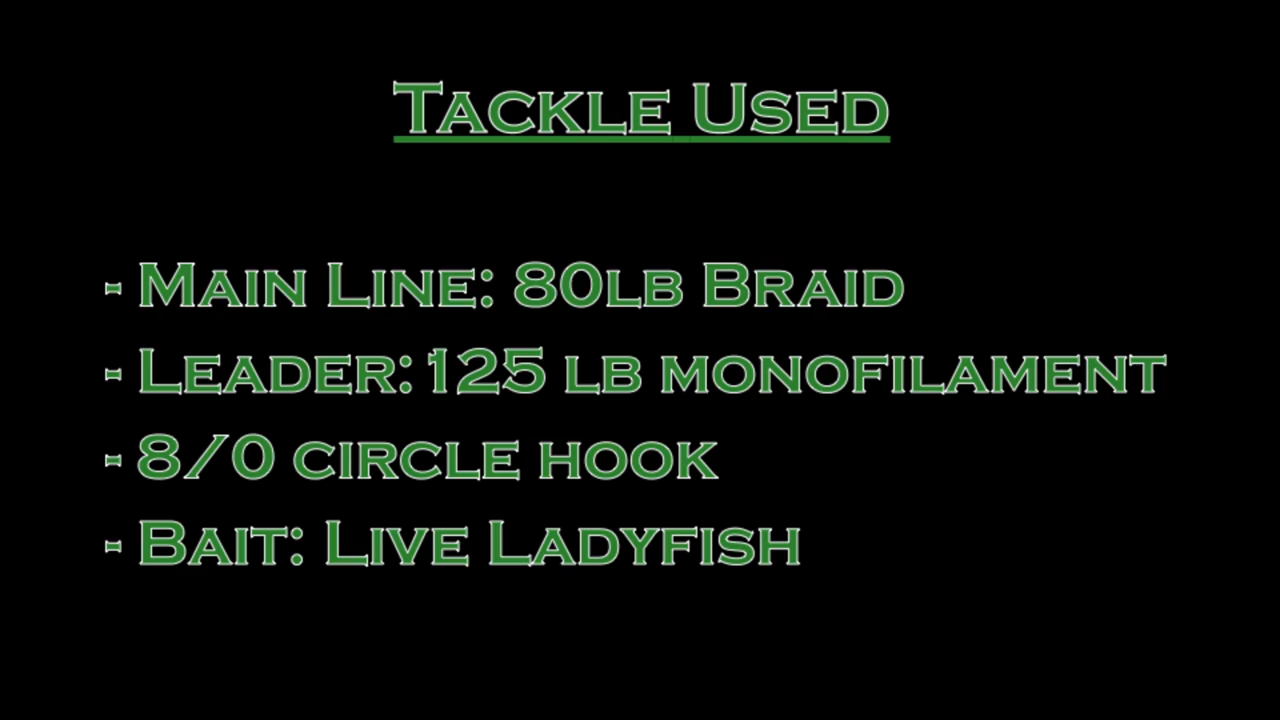 Tackle Used
- Main Line: 80lb Braid
- Leader: 125 lb monofilament
- 8/0 circle hook
- Bait: Live Ladyfish